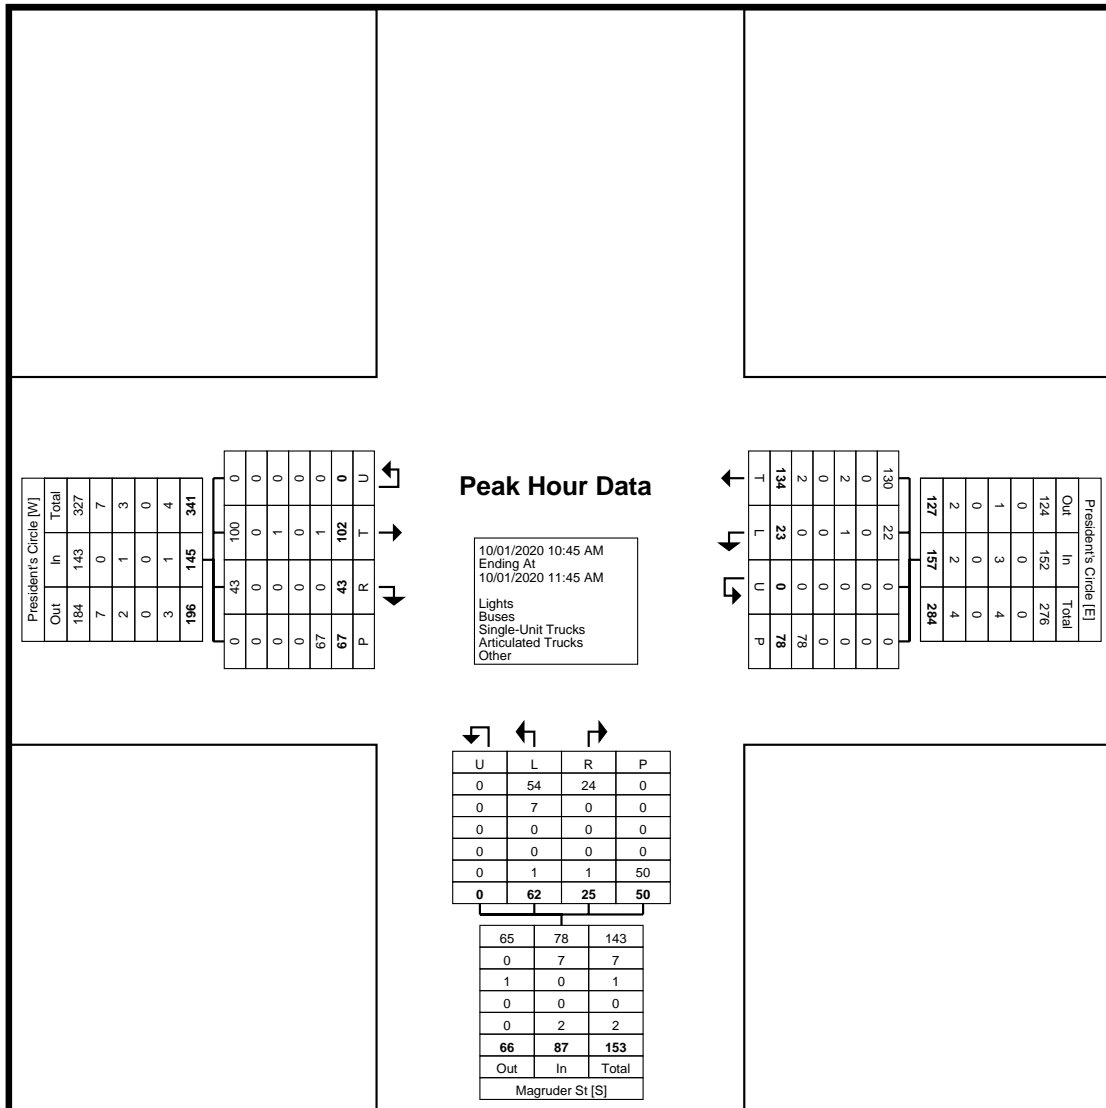 Peak Hour Data
10/01/2020 10:45 AM
Ending At
10/01/2020 11:45 AM
Lights
Buses
Single-Unit Trucks
Articulated Trucks
Other
U T R P
0 102 43 67
0 1 0 67
0 0 0 0
0 1 0 0
0 0 0 0
0 100 43 0
341 145 196
4 1 3
0 0 0
3 1 2
7 0 7
327 143 184
Total In Out
President's Circle [W]
President's Circle [E]
Out In Total
124 152 276
0 0 0
1 3 4
0 0 0
2 2 4
127 157 284
130 22 0 0
0 0 0 0
2 1 0 0
0 0 0 0
2 0 0 78
134 23 0 78
T L U P
U L R P
0 54 24 0
0 7 0 0
0 0 0 0
0 0 0 0
0 1 1 50
0 62 25 50
65 78 143
0 7 7
1 0 1
0 0 0
0 2 2
66 87 153
Out In Total
Magruder St [S]